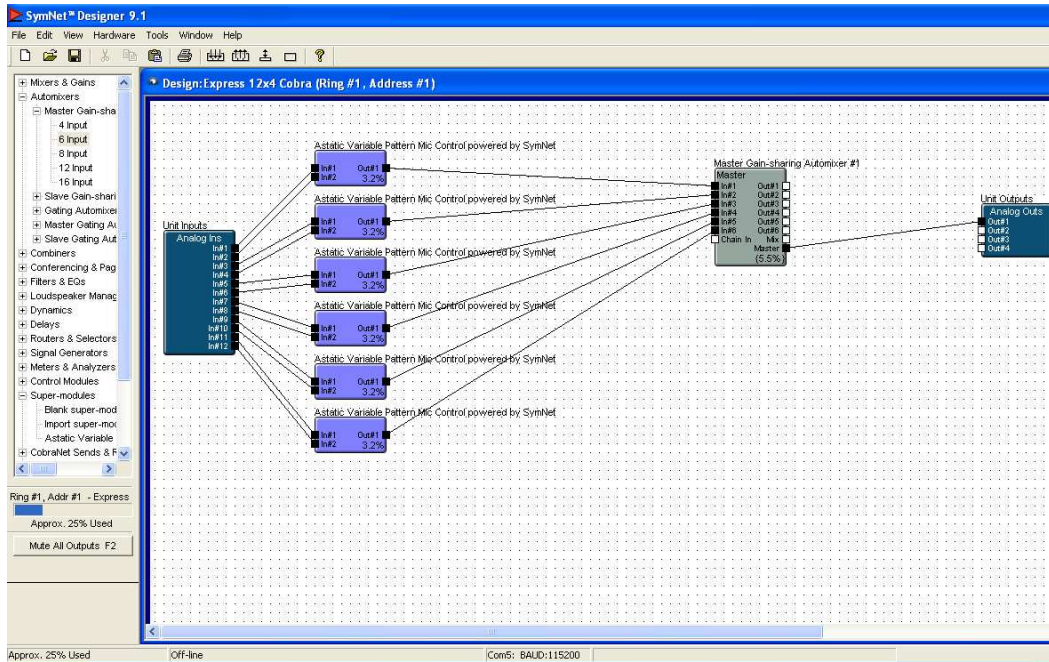 SymNet™ Designer 9.1
File Edit View Hardware Tools Window Help
Mixers & Gains
Automixers
Master Gain-sha
4 Input
6 Input
8 Input
12 Input
16 Input
Slave Gain-shari
Gating Automixer
Master Gating Au
Slave Gating Aut
Combiners
Conferencing & Pag
Filters & EQs
Loudspeaker Manag
Dynamics
Delays
Routers & Selectors
Signal Generators
Meters & Analyzers
Control Modules
Super-modules
Blank super-mod
Import super-mod
Astatic Variable
CobraNet Sends & R
Ring #1, Addr #1 - Express
Approx. 25% Used
Mute All Outputs F2
Design:Express 12x4 Cobra (Ring #1, Address #1)
Unit Inputs
Analog Ins
In#1
In#2
In#3
In#4
In#5
In#6
In#7
In#8
In#9
In#10
In#11
In#12
Astatic Variable Pattern Mic Control powered by SymNet
In#1 Out#1
In#2 3.2%
Astatic Variable Pattern Mic Control powered by SymNet
In#1 Out#1
In#2 3.2%
Astatic Variable Pattern Mic Control powered by SymNet
In#1 Out#1
In#2 3.2%
Astatic Variable Pattern Mic Control powered by SymNet
In#1 Out#1
In#2 3.2%
Astatic Variable Pattern Mic Control powered by SymNet
In#1 Out#1
In#2 3.2%
Astatic Variable Pattern Mic Control powered by SymNet
In#1 Out#1
In#2 3.2%
Master Gain-sharing Automixer #1
Master
In#1 Out#1
In#2 Out#2
In#3 Out#3
In#4 Out#4
In#5 Out#5
In#6 Out#6
Chain In Mix
Master
(5.5%)
Unit Outputs
Analog Outs
Out#1
Out#2
Out#3
Out#4
Approx. 25% Used
Off-line
Com5: BAUD:115200